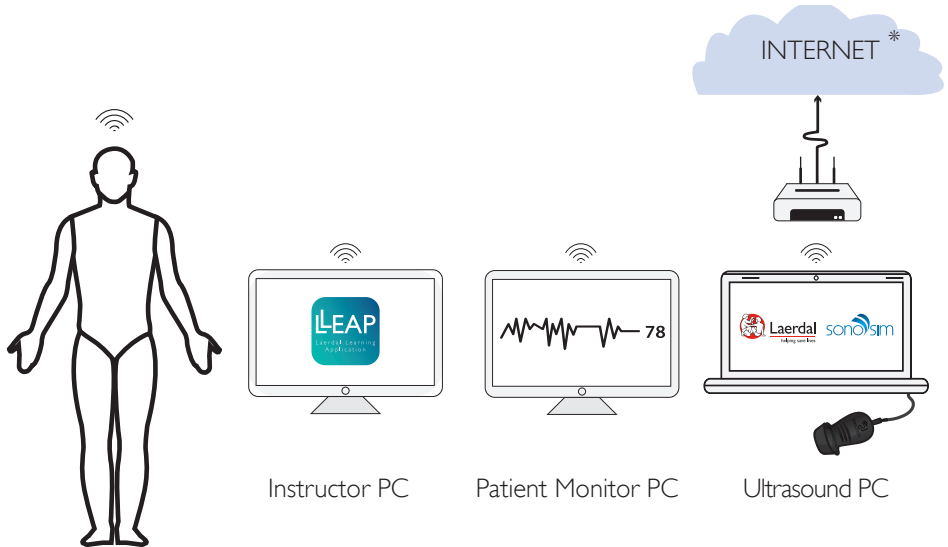 INTERNET *
LLEAP
Laerdal Learning
Application
78
Laerdal
helping save lives
sonosim
Instructor PC
Patient Monitor PC
Ultrasound PC